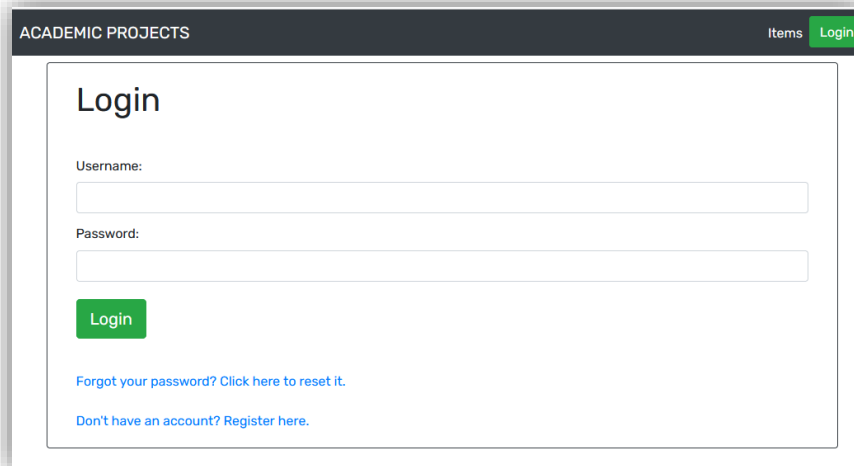 ACADEMIC PROJECTS
Items Login
Login
Username:
Password:
Login
Forgot your password? Click here to reset it.
Don't have an account? Register here.